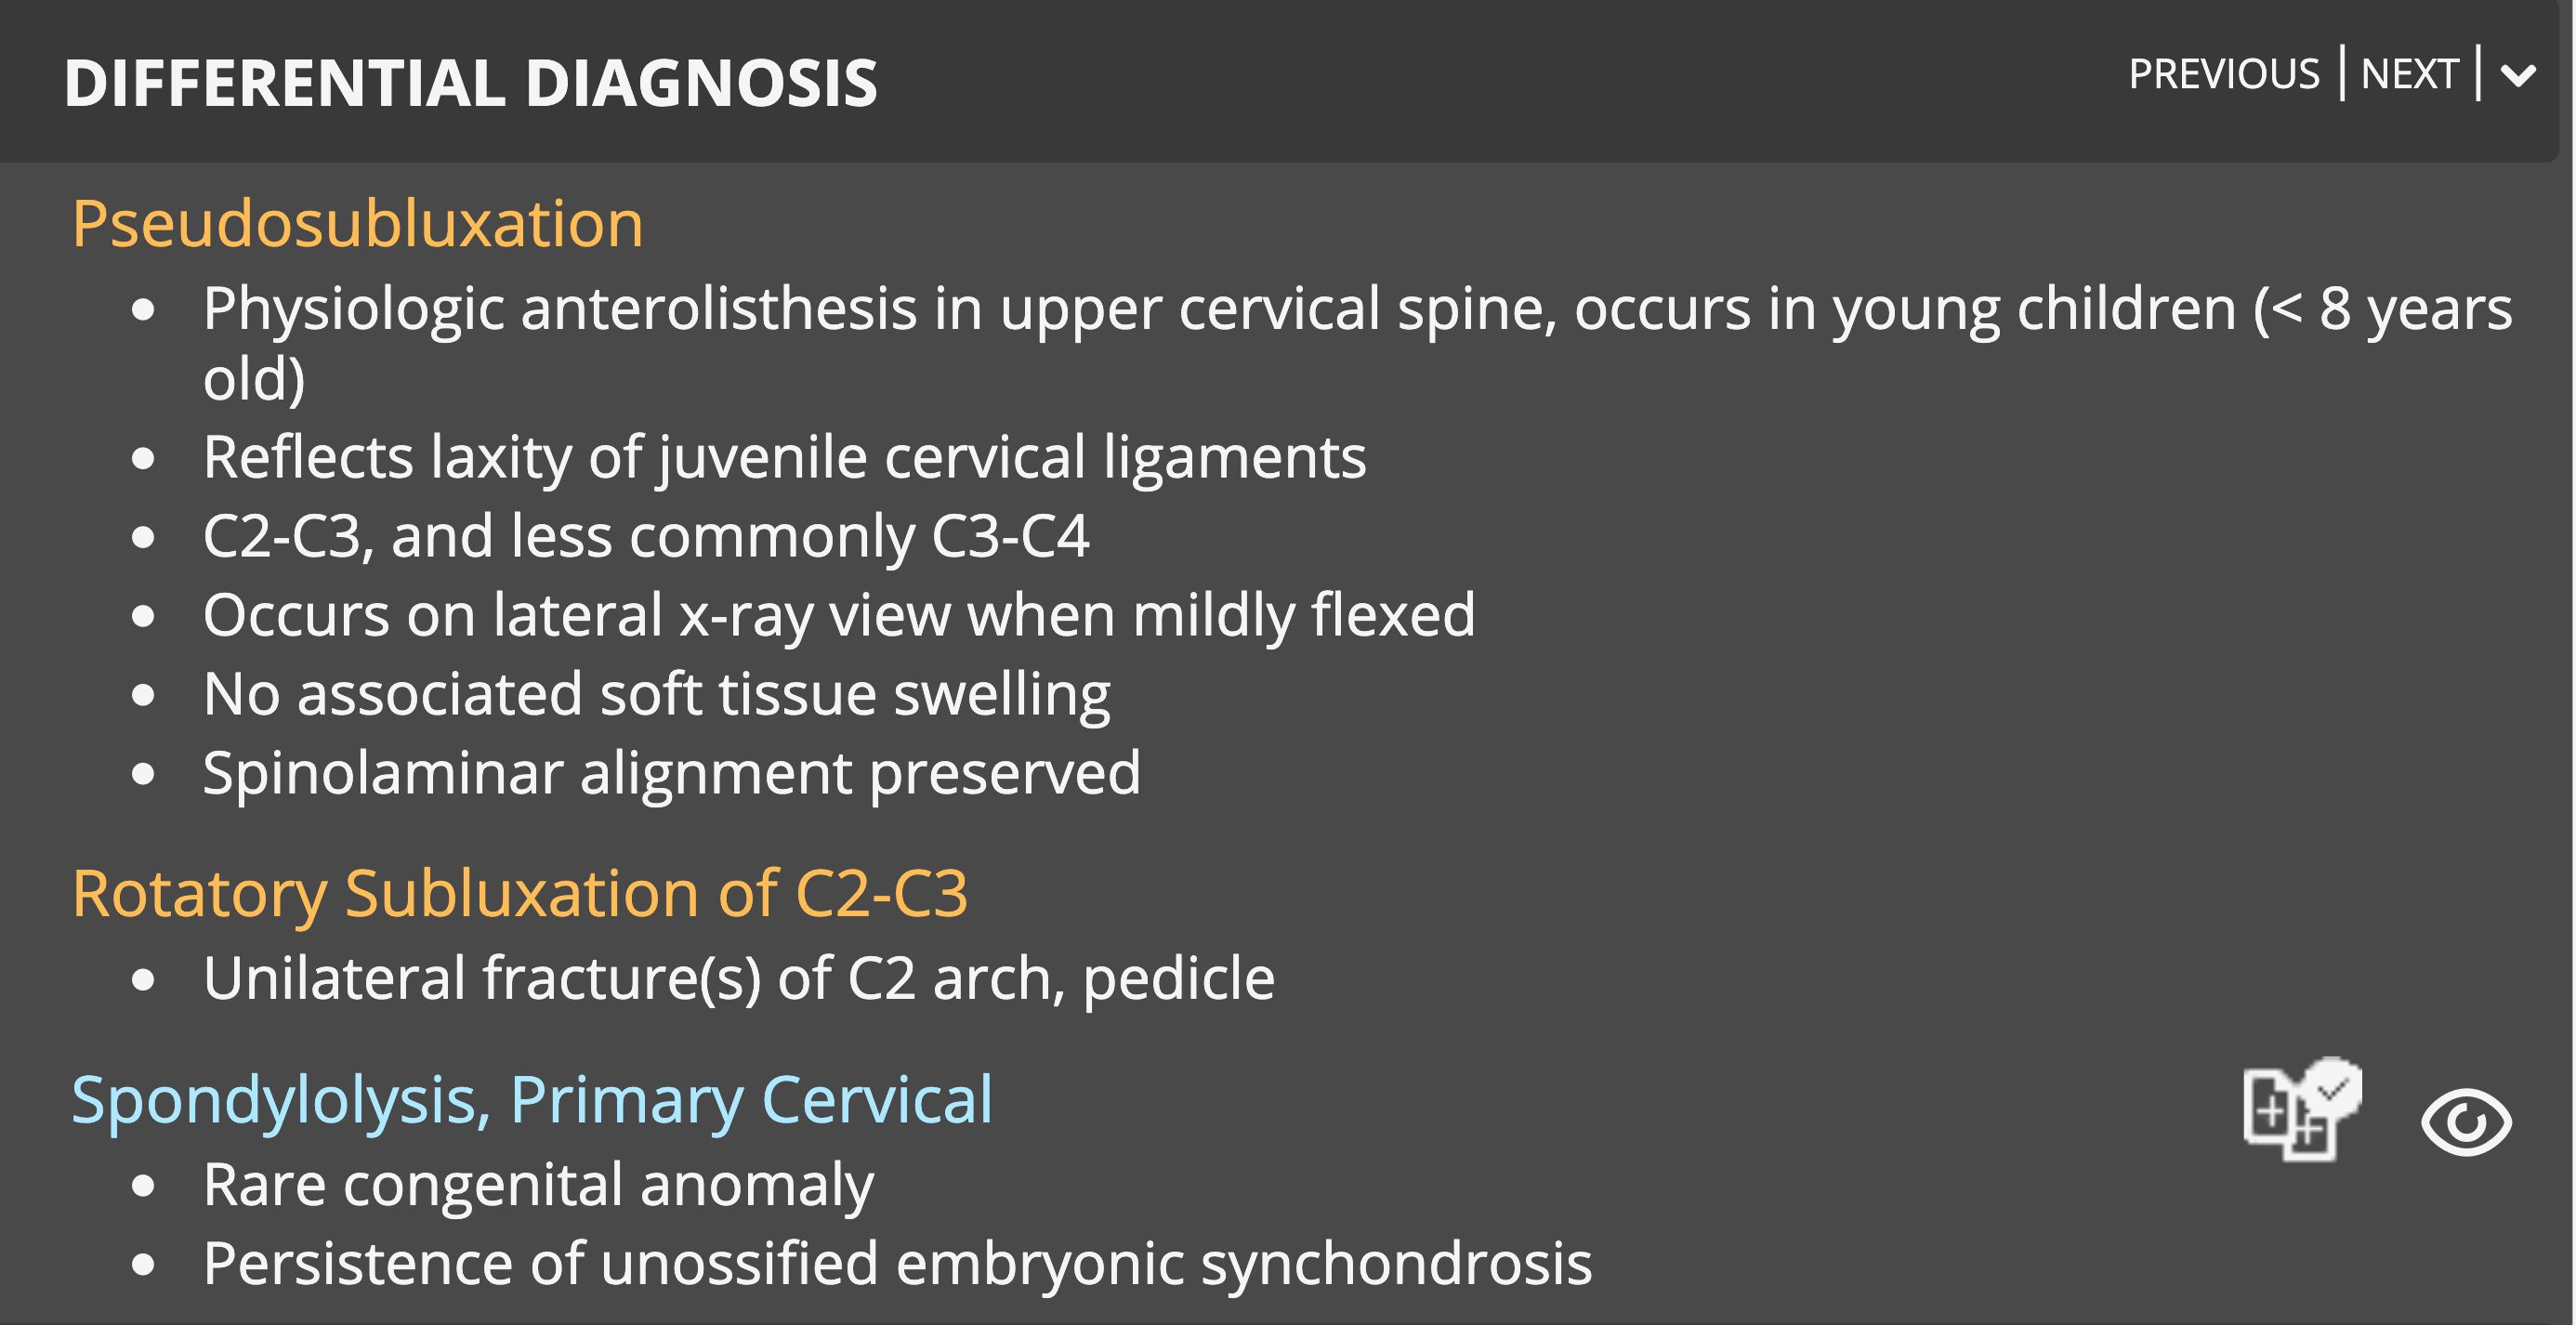 DIFFERENTIAL DIAGNOSIS
PREVIOUS | NEXT |
Pseudosubluxation
• Physiologic anterolisthesis in upper cervical spine, occurs in young children (< 8 years
old)
• Reflects laxity of juvenile cervical ligaments
• C2-C3, and less commonly C3-C4
• Occurs on lateral x-ray view when mildly flexed
• No associated soft tissue swelling
• Spinolaminar alignment preserved
Rotatory Subluxation of C2-C3
• Unilateral fracture(s) of C2 arch, pedicle
Spondylolysis, Primary Cervical
• Rare congenital anomaly
• Persistence of unossified embryonic synchondrosis